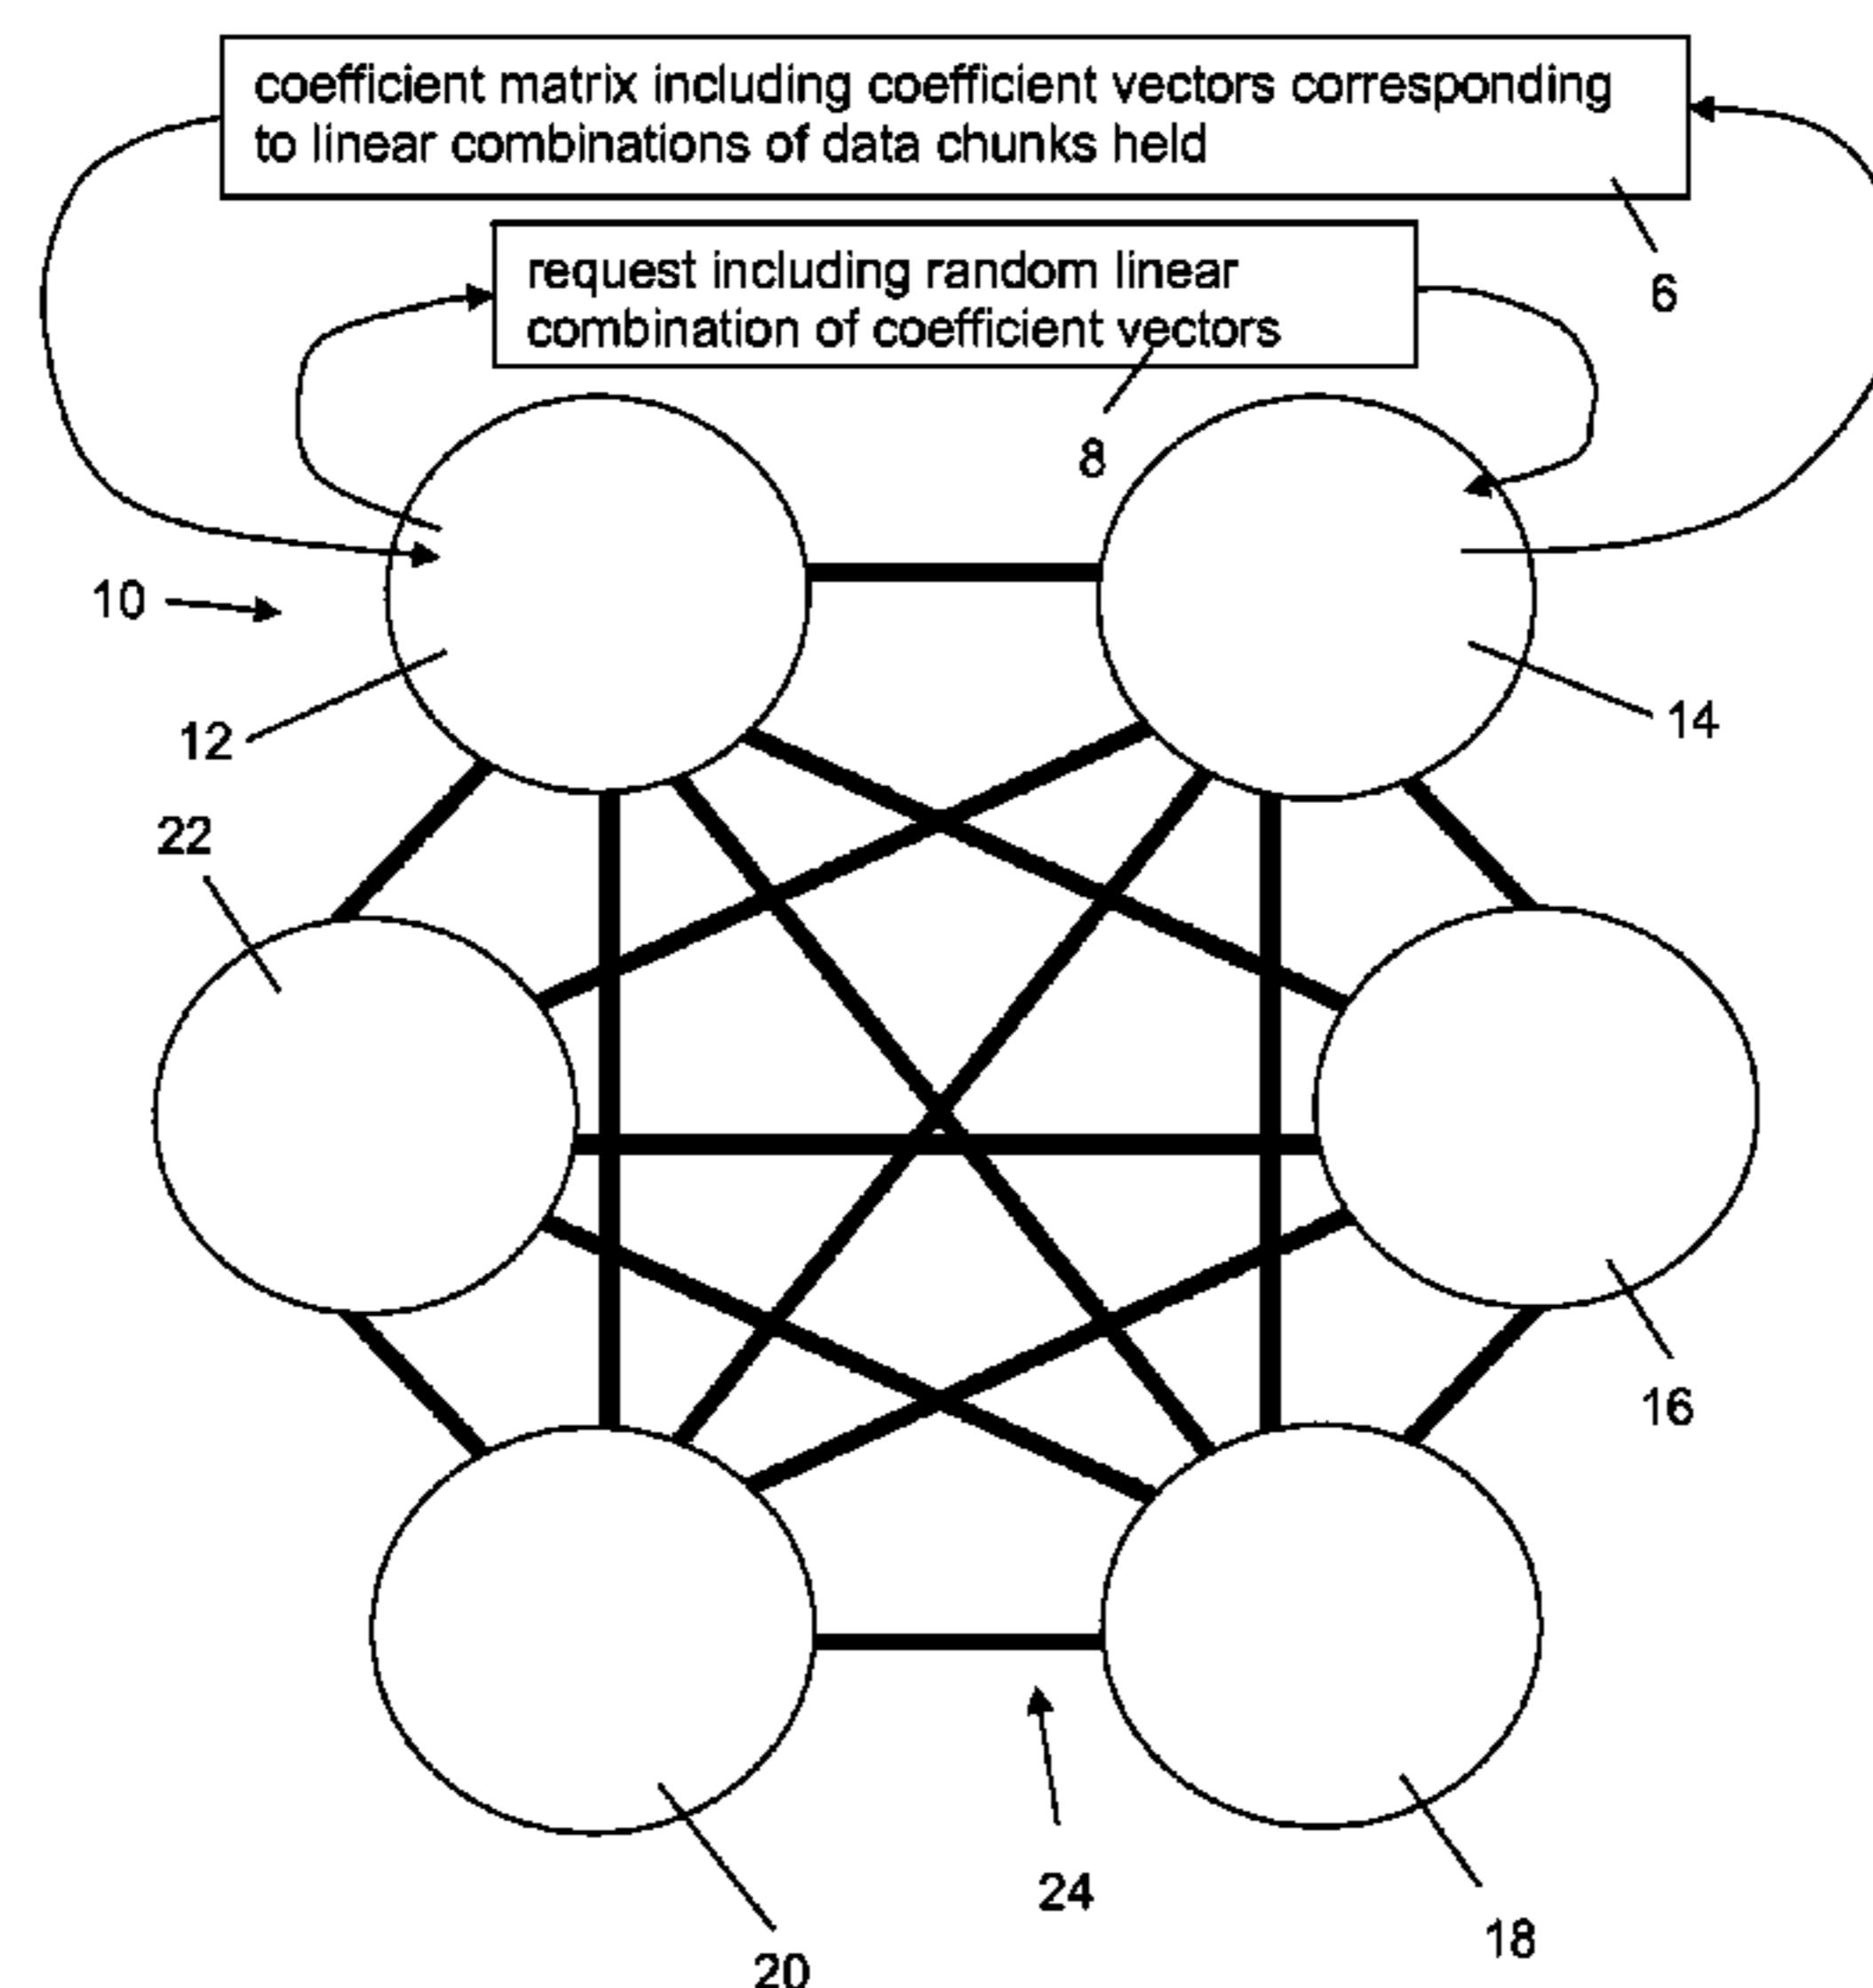 coefficient matrix including coefficient vectors corresponding
to linear combinations of data chunks held
6
request including random linear
combination of coefficient vectors
8
10
12
14
22
16
24
18
20